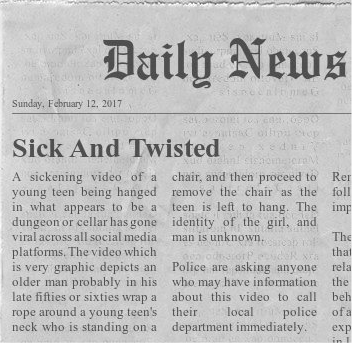 Daily News
Sunday, February 12, 2017
Sick And Twisted
A sickening video of a
young teen being hanged
in what appears to be a
dungeon or cellar has gone
viral across all social media
platforms. The video which
is very graphic depicts an
older man probably in his
late fifties or sixties wrap a
rope around a young teen's
neck who is standing on a
chair, and then proceed to
remove the chair as the
teen is left to hang. The
identity of the girl, and
man is unknown.
Police are asking anyone
who may have information
about this video to call
their local police
department immediately.